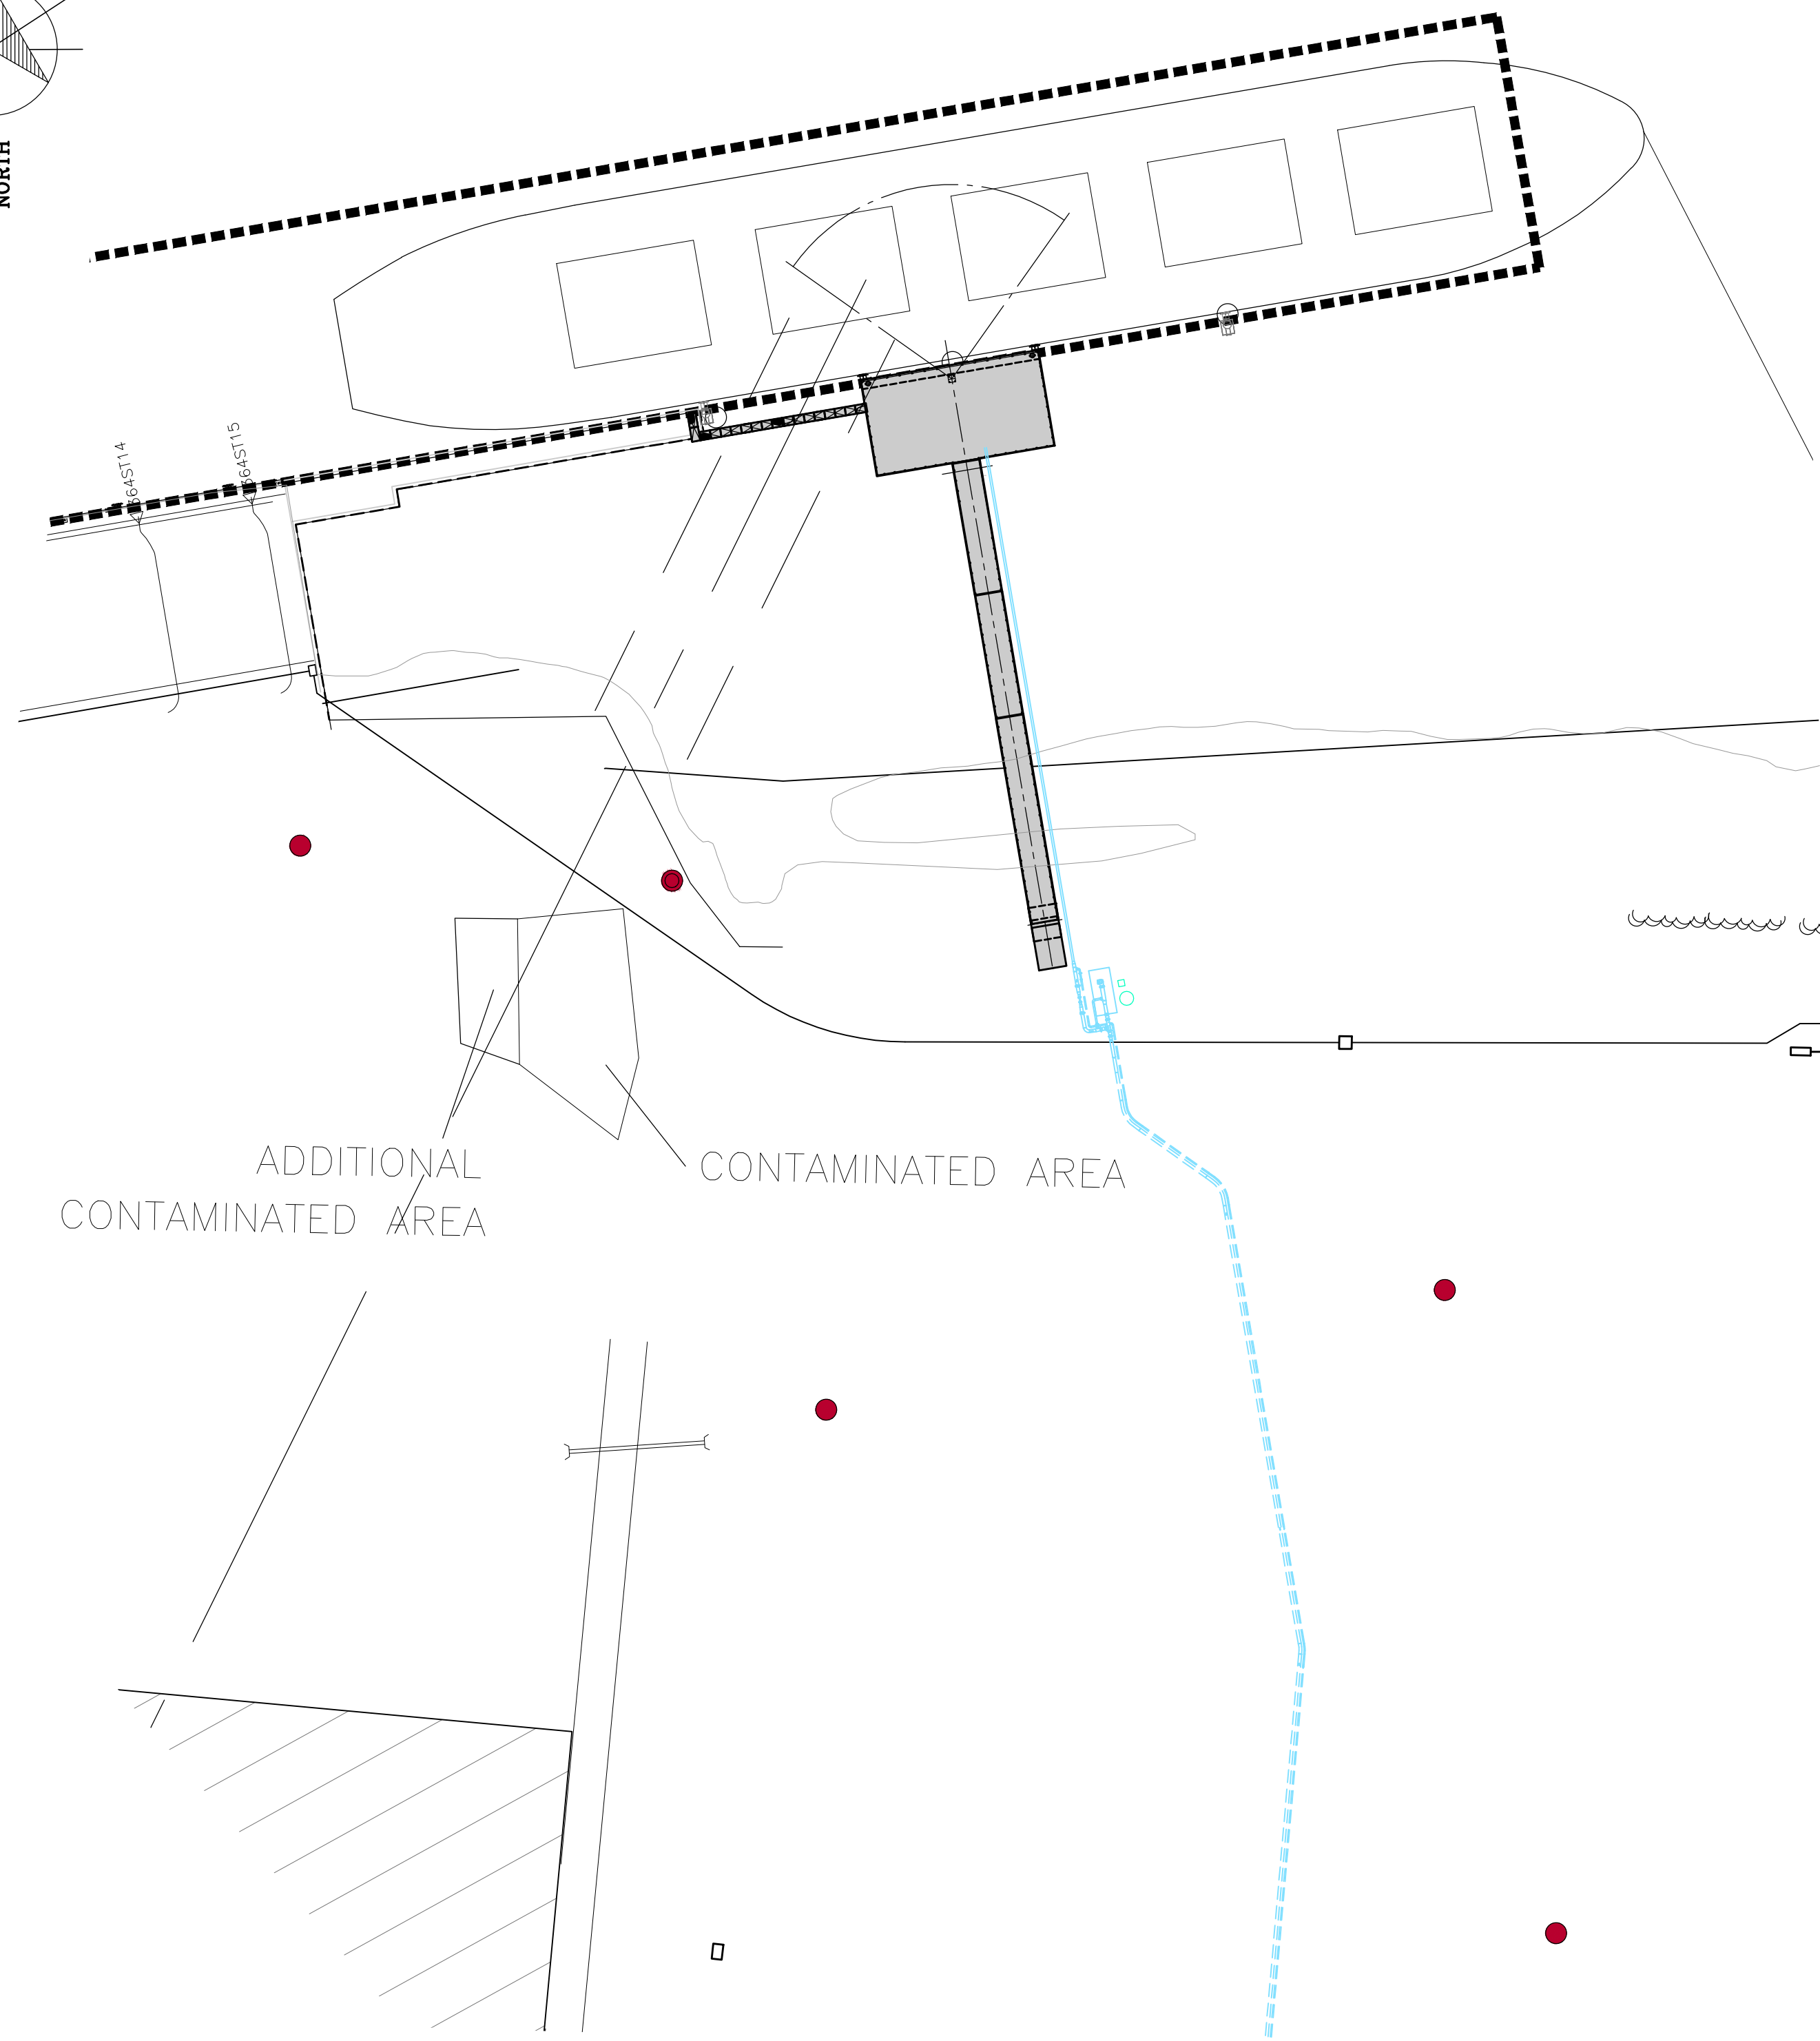 NORTH
364ST14
364ST15
ADDITIONAL
CONTAMINATED AREA
CONTAMINATED AREA